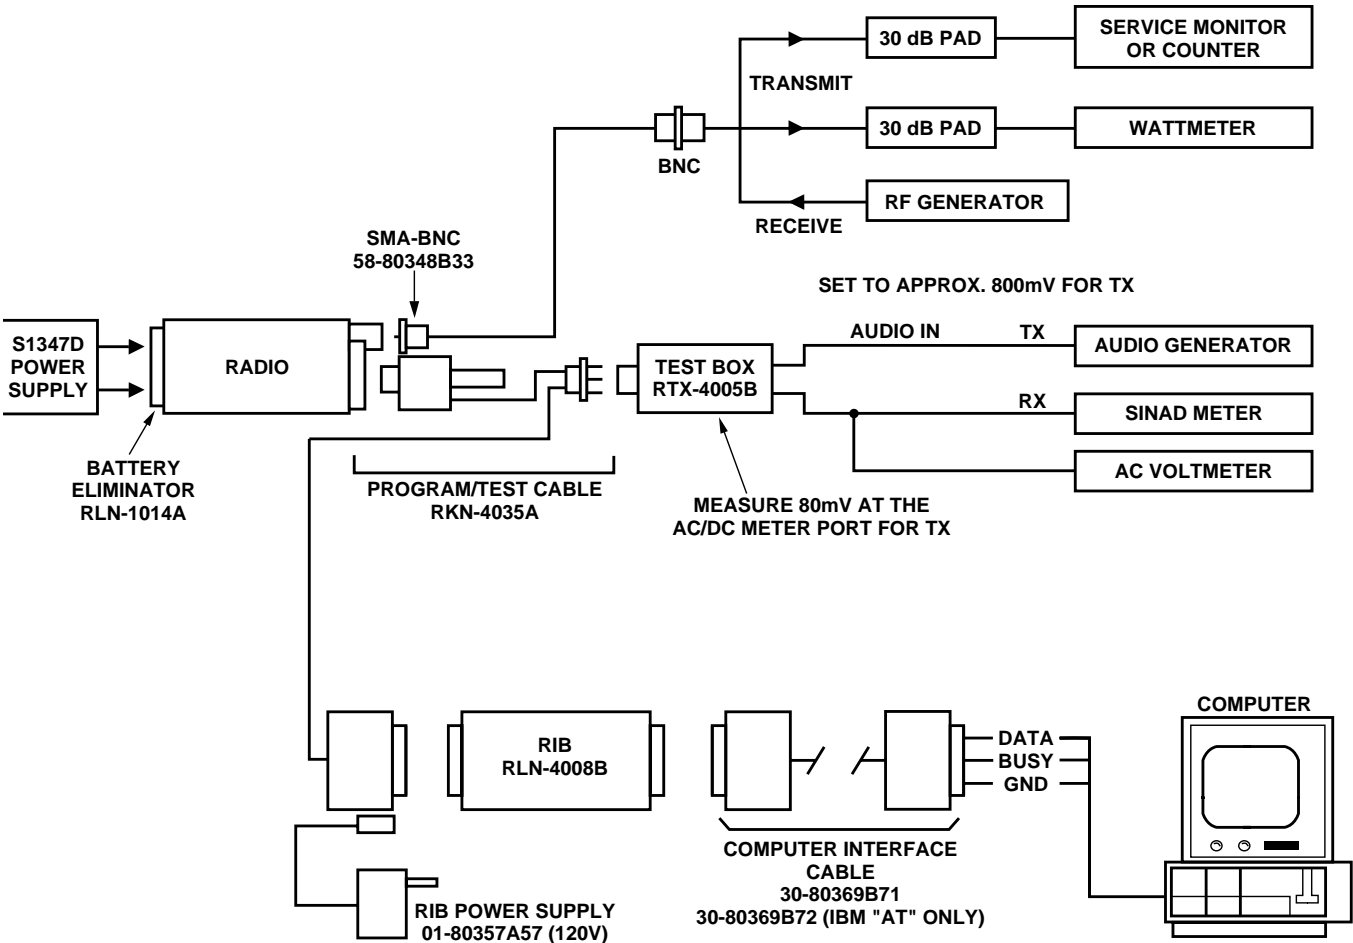 30 dB PAD
SERVICE MONITOR
OR COUNTER
TRANSMIT
30 dB PAD
WATTMETER
BNC
RF GENERATOR
RECEIVE
SMA-BNC
58-80348B33
SET TO APPROX. 800mV FOR TX
S1347D
POWER
SUPPLY
RADIO
TEST BOX
RTX-4005B
AUDIO IN
TX
AUDIO GENERATOR
RX
SINAD METER
AC VOLTMETER
BATTERY
ELIMINATOR
RLN-1014A
PROGRAM/TEST CABLE
RKN-4035A
MEASURE 80mV AT THE
AC/DC METER PORT FOR TX
RIB
RLN-4008B
DATA
BUSY
GND
COMPUTER
COMPUTER INTERFACE
CABLE
30-80369B71
30-80369B72 (IBM "AT" ONLY)
RIB POWER SUPPLY
01-80357A57 (120V)